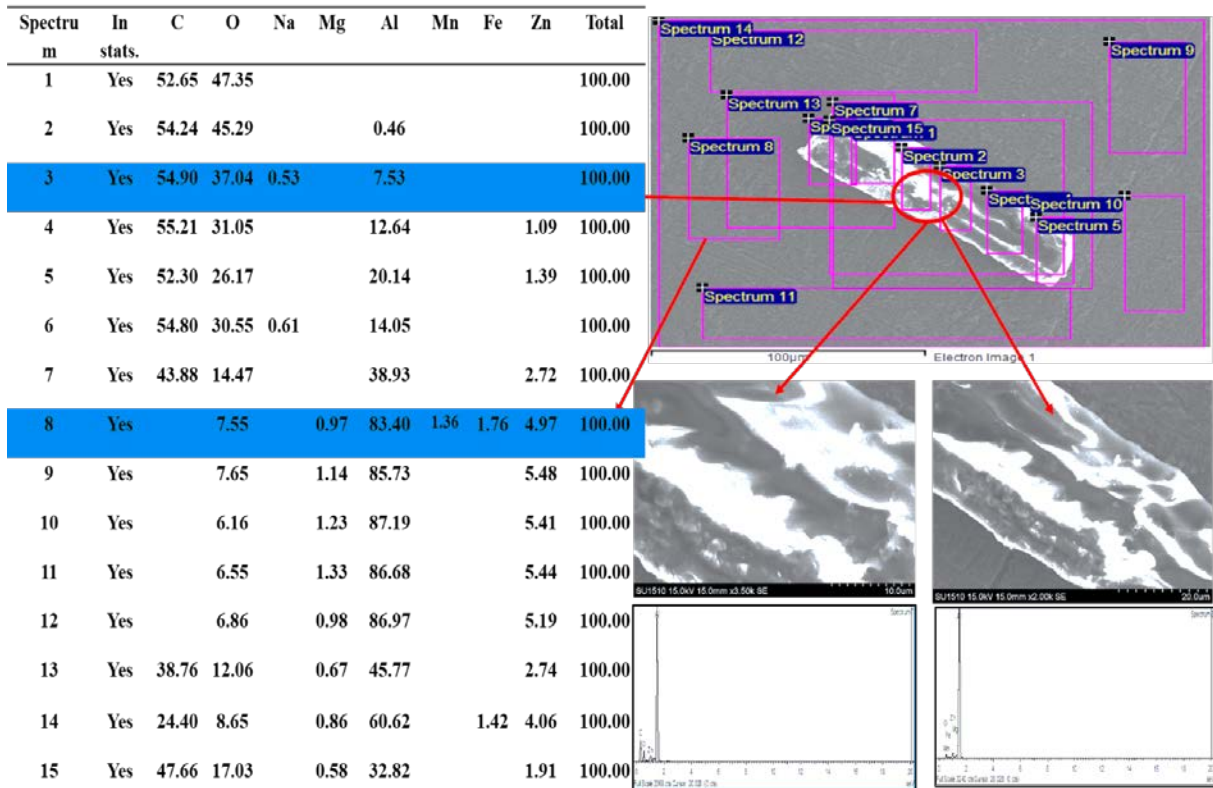 Spectru In C O Na Mg Al Mn Fe Zn Total
m stats.
1 Yes 52.65 47.35 100.00
2 Yes 54.24 45.29 0.46 100.00
3 Yes 54.90 37.04 0.53 7.53 100.00
4 Yes 55.21 31.05 12.64 1.09 100.00
5 Yes 52.30 26.17 20.14 1.39 100.00
6 Yes 54.80 30.55 0.61 14.05 100.00
7 Yes 43.88 14.47 38.93 2.72 100.00
8 Yes 7.55 0.97 83.40 1.36 1.76 4.97 100.00
9 Yes 7.65 1.14 85.73 5.48 100.00
10 Yes 6.16 1.23 87.19 5.41 100.00
11 Yes 6.55 1.33 86.68 5.44 100.00
12 Yes 6.86 0.98 86.97 5.19 100.00
13 Yes 38.76 12.06 0.67 45.77 2.74 100.00
14 Yes 24.40 8.65 0.86 60.62 1.42 4.06 100.00
15 Yes 47.66 17.03 0.58 32.82 1.91 100.00
Spectrum 14
Spectrum 12
Spectrum 9
Spectrum 13
Spectrum 7
Spectrum 15
1
Spectrum 8
Spectrum 2
Spectrum 3
Spectrum 10
Spectrum 5
Spectrum 11
100µm Electron Image 1
SU1510 15.0kV 15.0mm x3.50k SE 10.0um
SU1510 15.0kV 15.0mm x2.00k SE 20.0um